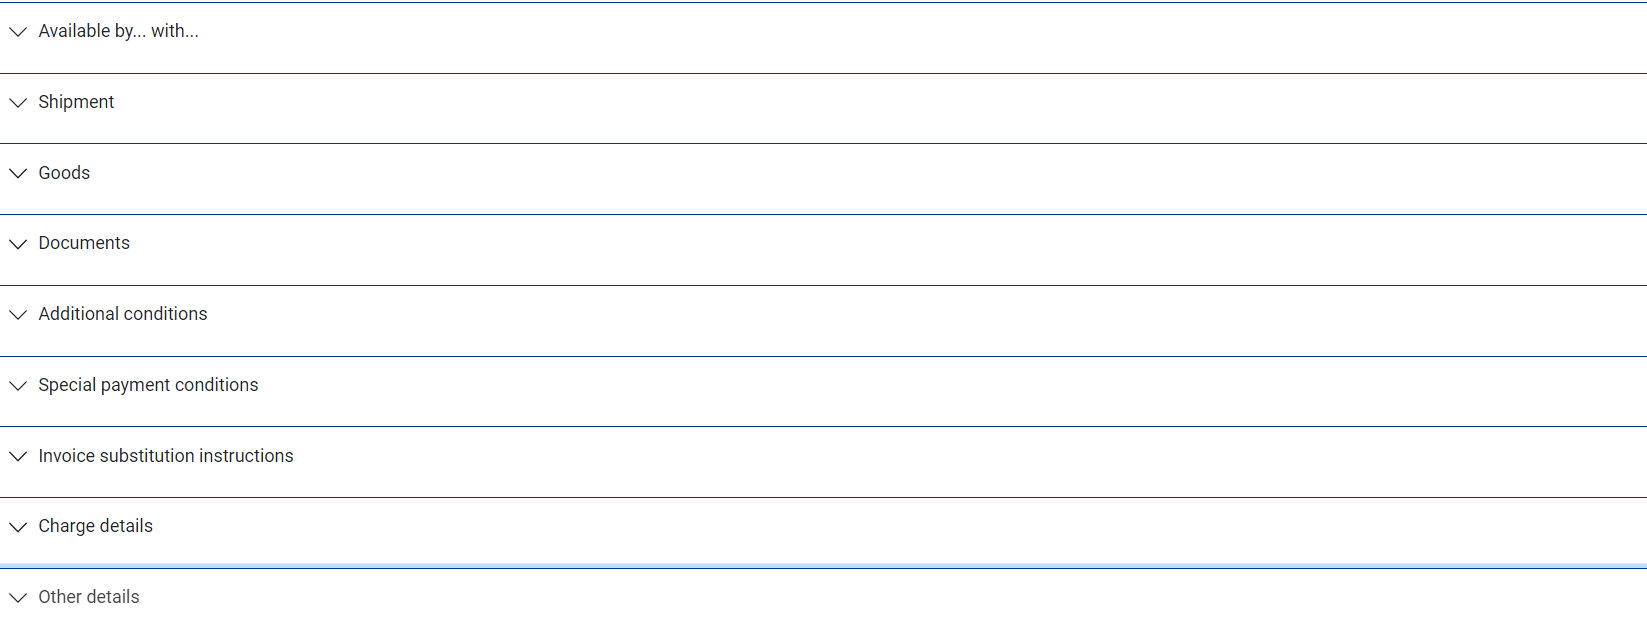 Available by... with...
Shipment
Goods
Documents
Additional conditions
Special payment conditions
Invoice substitution instructions
Charge details
Other details